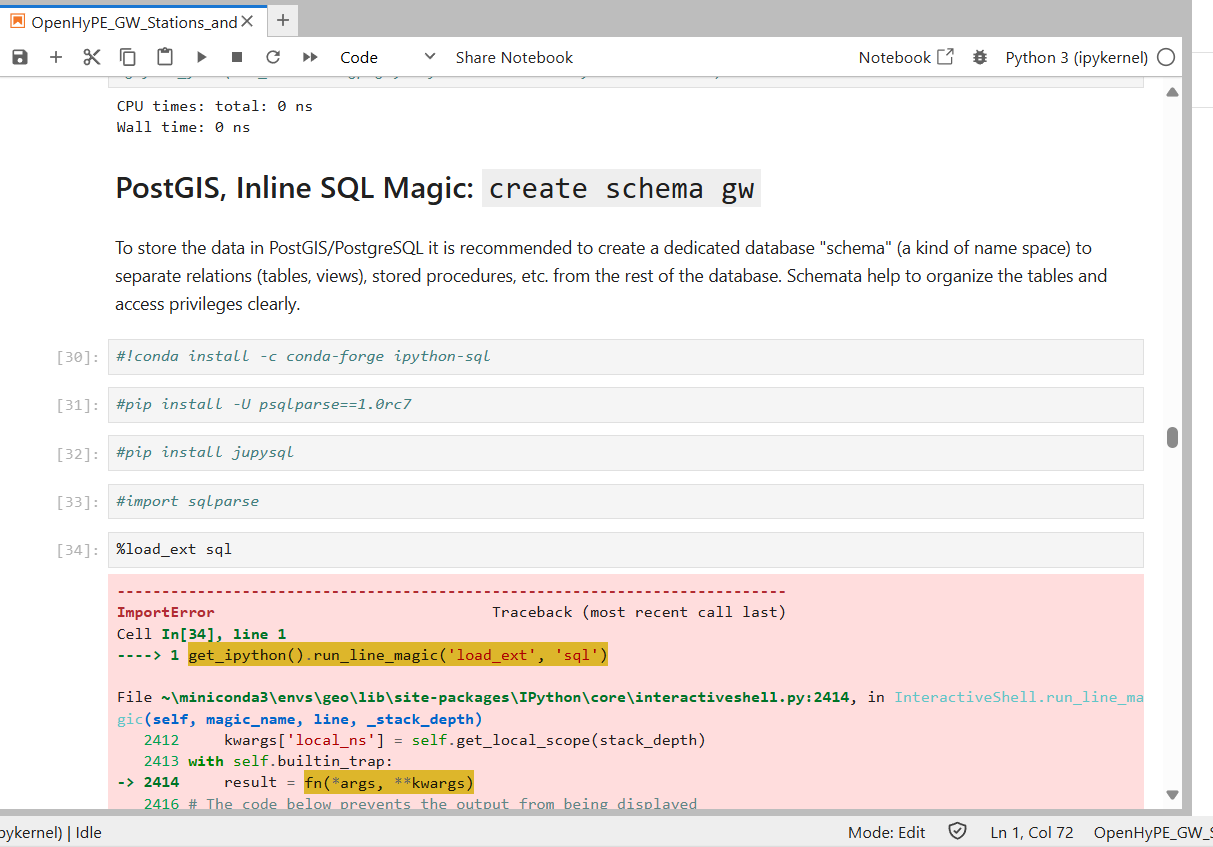 OpenHyPE_GW_Stations_and
Code
Share Notebook
Notebook
Python 3 (ipykernel)
CPU times: total: 0 ns
Wall time: 0 ns
PostGIS, Inline SQL Magic: create schema gw
To store the data in PostGIS/PostgreSQL it is recommended to create a dedicated database "schema" (a kind of name space) to
separate relations (tables, views), stored procedures, etc. from the rest of the database. Schemata help to organize the tables and
access privileges clearly.
[30]: #!conda install -c conda-forge ipython-sql
[31]: #pip install -U psqlparse==1.0rc7
[32]: #pip install jupysql
[33]: #import sqlparse
[34]: %load_ext sql
---------------------------------------------------------------------------
ImportError Traceback (most recent call last)
Cell In[34], line 1
----> 1 get_ipython().run_line_magic('load_ext', 'sql')
File ~\miniconda3\envs\geo\lib\site-packages\IPython\core\interactiveshell.py:2414, in InteractiveShell.run_line_ma
gic(self, magic_name, line, _stack_depth)
2412 kwargs['local_ns'] = self.get_local_scope(stack_depth)
2413 with self.builtin_trap:
-> 2414 result = fn(*args, **kwargs)
2416 # The code below prevents the output from being displayed
pykernel) | Idle
Mode: Edit
Ln 1, Col 72
OpenHyPE_GW_S